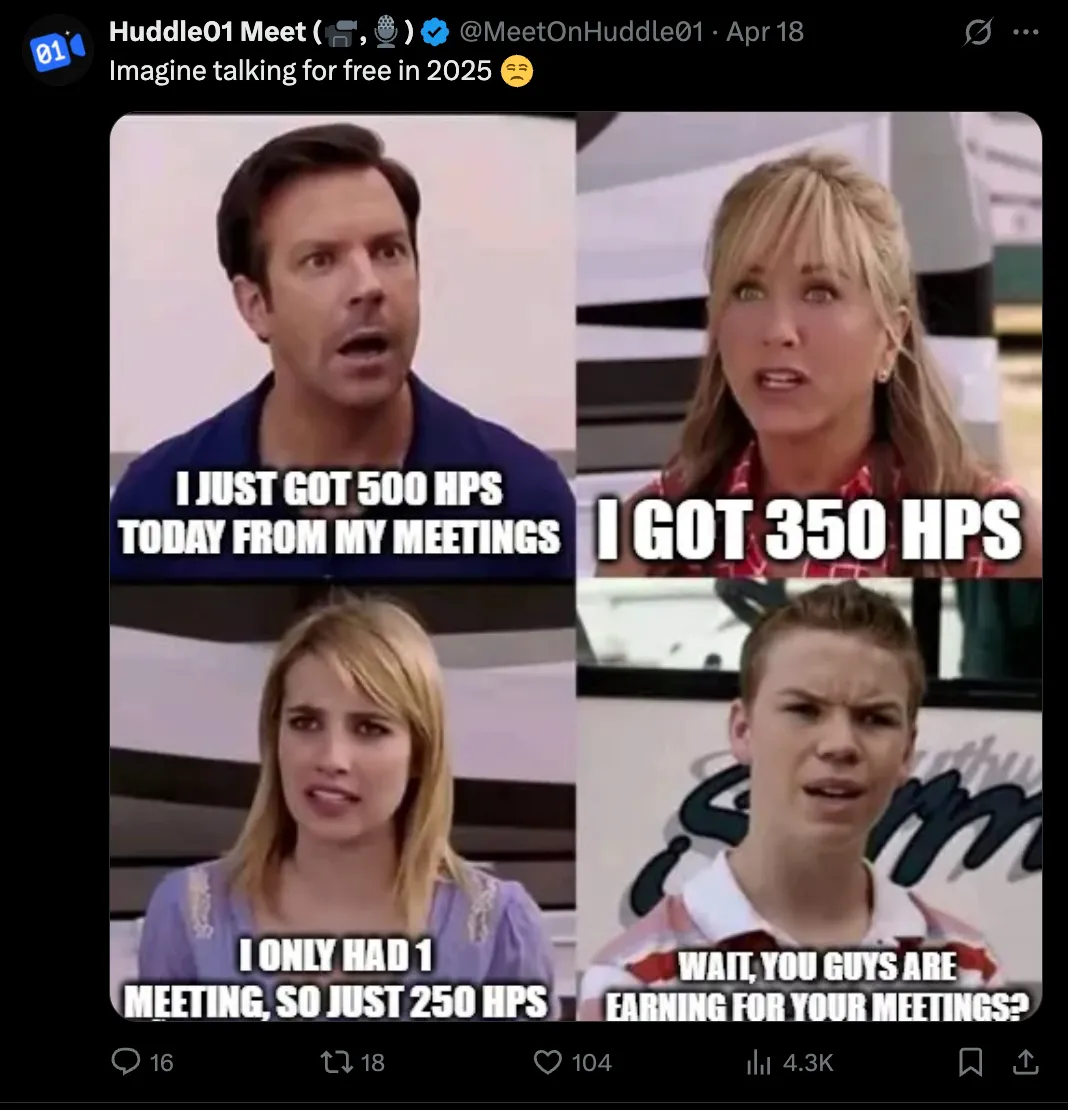 Huddle01 Meet (🎥,🎙️) @MeetOnHuddle01 · Apr 18
Imagine talking for free in 2025 😒
01
I JUST GOT 500 HPS
TODAY FROM MY MEETINGS
I GOT 350 HPS
I ONLY HAD 1
MEETING, SO JUST 250 HPS
WAIT, YOU GUYS ARE
EARNING FOR YOUR MEETINGS?
16 18 104 4.3K